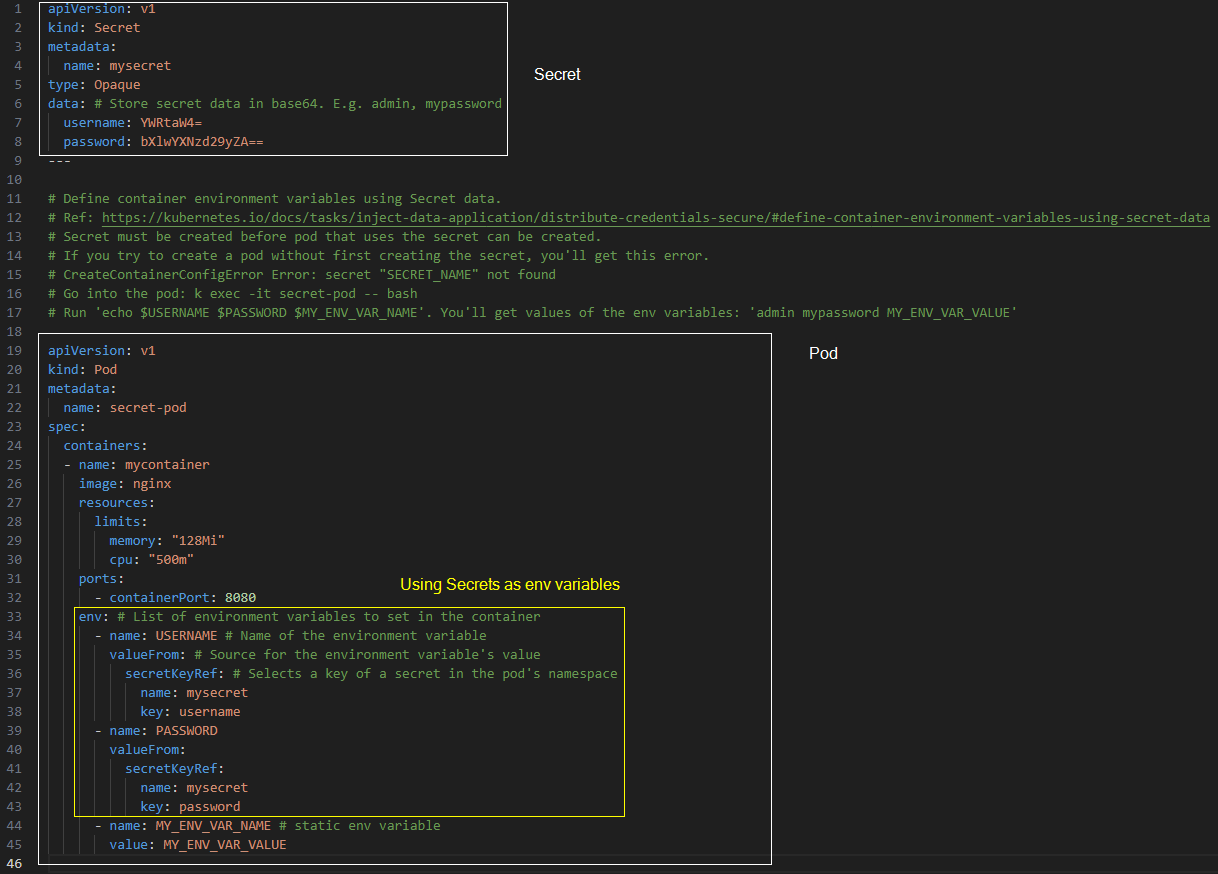 1 apiVersion: v1
2 kind: Secret
3 metadata:
4 name: mysecret
Secret
5 type: Opaque
6 data: # Store secret data in base64. E.g. admin, mypassword
7 username: YWRtaW4=
8 password: bXlwYXNzd29yZA==
9 ---
10
11 # Define container environment variables using Secret data.
12 # Ref: https://kubernetes.io/docs/tasks/inject-data-application/distribute-credentials-secure/#define-container-environment-variables-using-secret-data
13 # Secret must be created before pod that uses the secret can be created.
14 # If you try to create a pod without first creating the secret, you'll get this error.
15 # CreateContainerConfigError Error: secret "SECRET_NAME" not found
16 # Go into the pod: k exec -it secret-pod -- bash
17 # Run 'echo $USERNAME $PASSWORD $MY_ENV_VAR_NAME'. You'll get values of the env variables: 'admin mypassword MY_ENV_VAR_VALUE'
18
19 apiVersion: v1
Pod
20 kind: Pod
21 metadata:
22 name: secret-pod
23 spec:
24 containers:
25 - name: mycontainer
26 image: nginx
27 resources:
28 limits:
29 memory: "128Mi"
30 cpu: "500m"
31 ports:
Using Secrets as env variables
32 - containerPort: 8080
33 env: # List of environment variables to set in the container
34 - name: USERNAME # Name of the environment variable
35 valueFrom: # Source for the environment variable's value
36 secretKeyRef: # Selects a key of a secret in the pod's namespace
37 name: mysecret
38 key: username
39 - name: PASSWORD
40 valueFrom:
41 secretKeyRef:
42 name: mysecret
43 key: password
44 - name: MY_ENV_VAR_NAME # static env variable
45 value: MY_ENV_VAR_VALUE
46